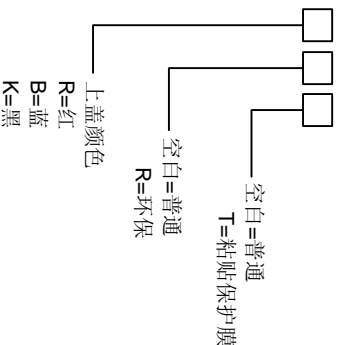 上盖颜色
R=红
B=蓝
K=黑
空白=普通
R=环保
空白=普通
T=粘贴保护膜